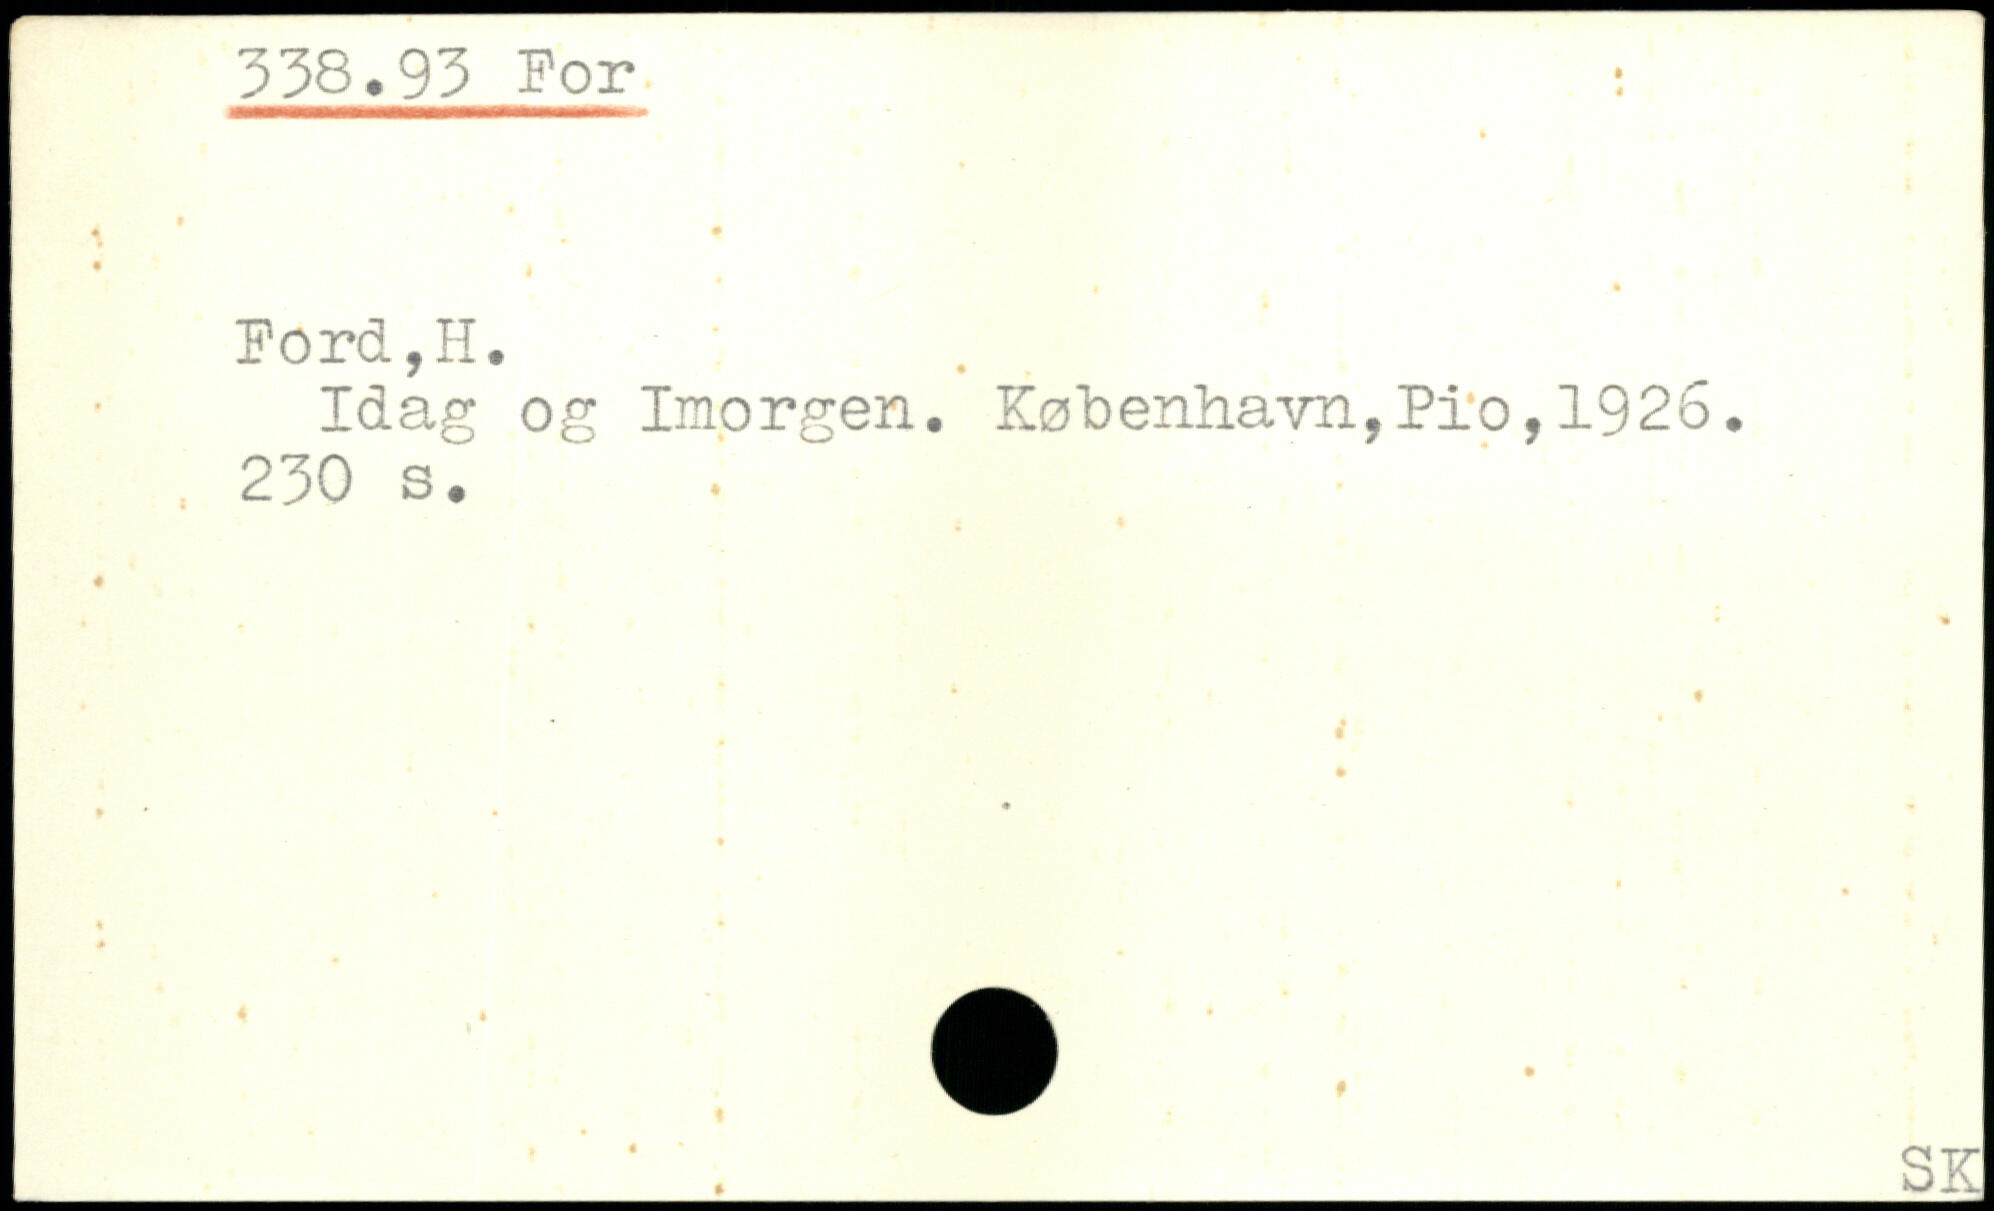 338.93 For
Ford,H.
Idag og Imorgen. København,Pio,1926.
230 s.
SK